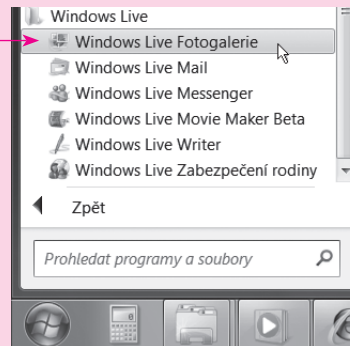 Windows Live
Windows Live Fotogalerie
Windows Live Mail
Windows Live Messenger
Windows Live Movie Maker Beta
Windows Live Writer
Windows Live Zabezpečení rodiny
Zpět
Prohledat programy a soubory